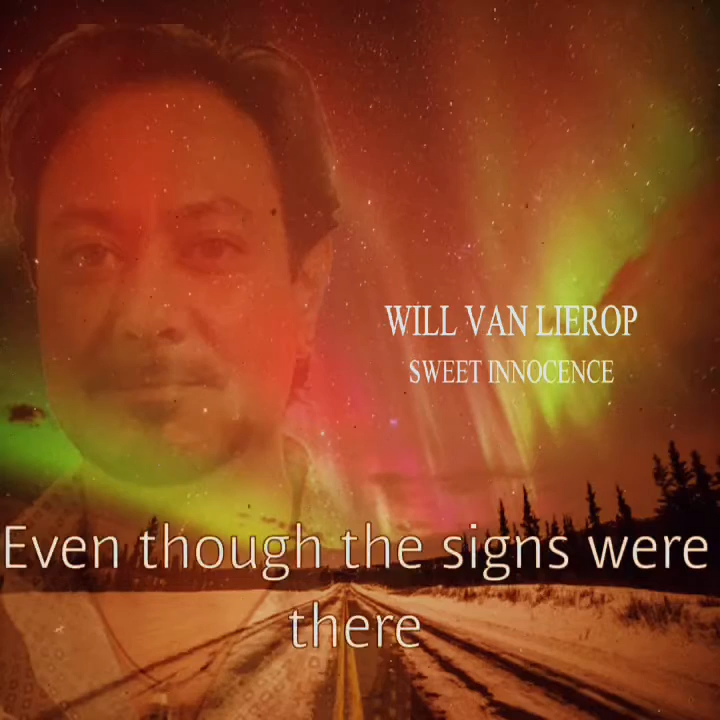 WILL VAN LIEROP
SWEET INNOCENCE
Even though the signs were
there